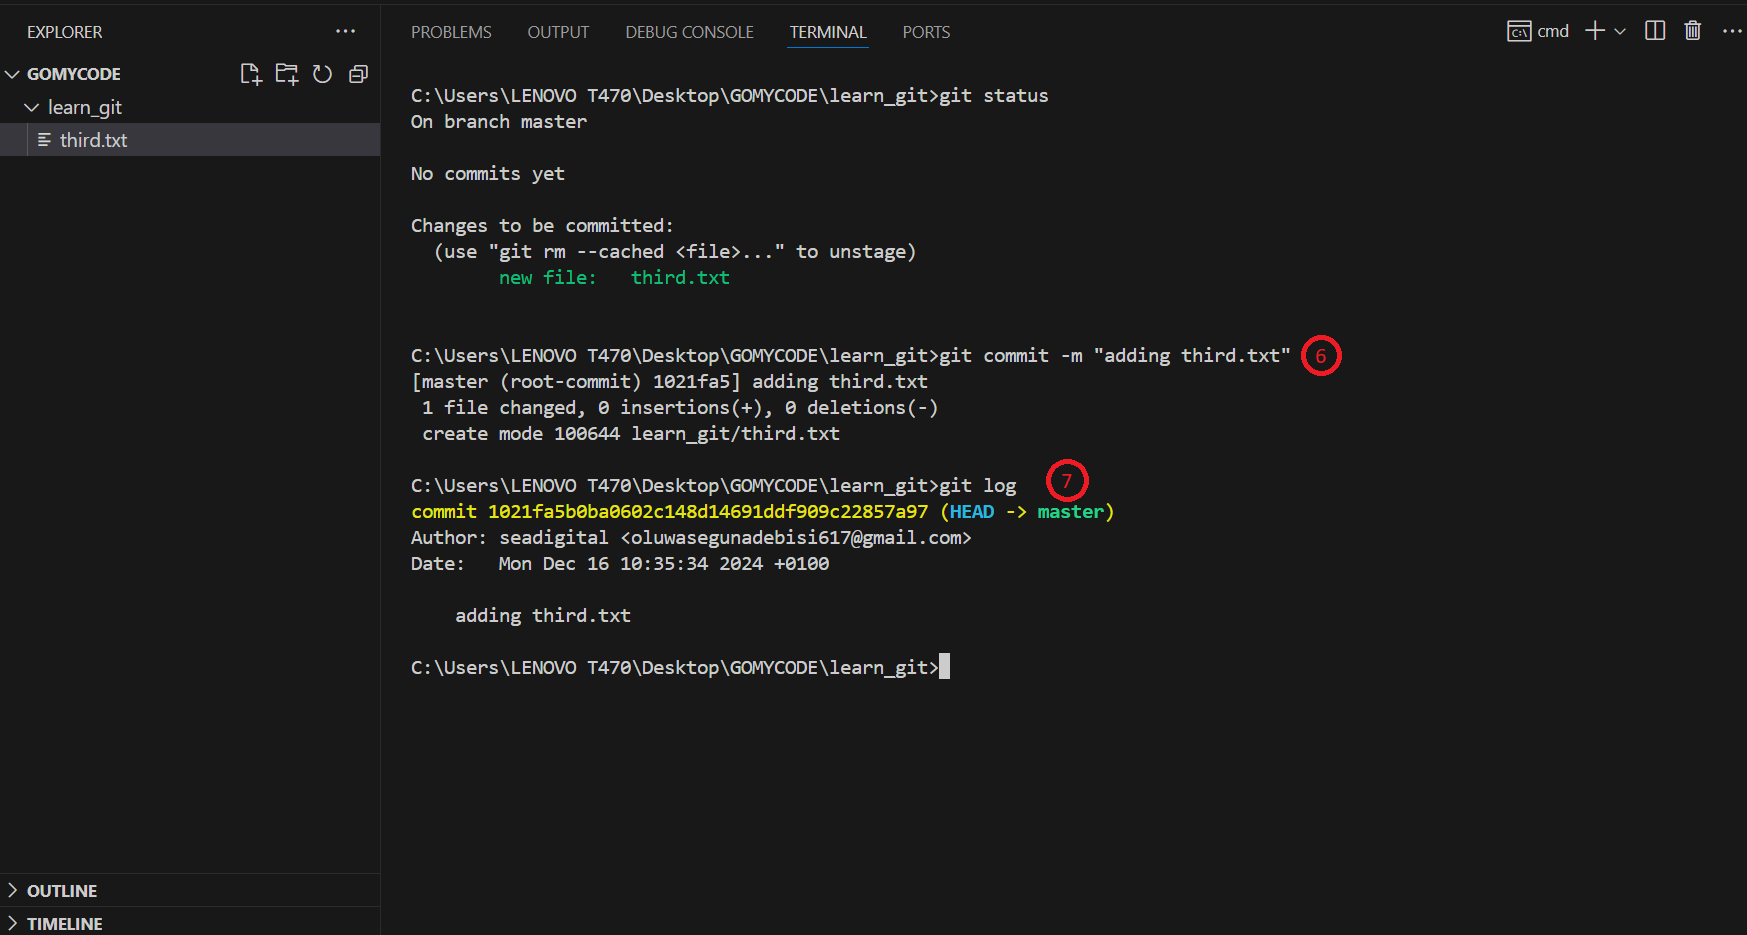 EXPLORER
GOMYCODE
learn_git
third.txt
OUTLINE
TIMELINE
PROBLEMS OUTPUT DEBUG CONSOLE TERMINAL PORTS
cmd
C:\Users\LENOVO T470\Desktop\GOMYCODE\learn_git>git status
On branch master
No commits yet
Changes to be committed:
  (use "git rm --cached <file>..." to unstage)
        new file:   third.txt
C:\Users\LENOVO T470\Desktop\GOMYCODE\learn_git>git commit -m "adding third.txt" 6
[master (root-commit) 1021fa5] adding third.txt
 1 file changed, 0 insertions(+), 0 deletions(-)
 create mode 100644 learn_git/third.txt
C:\Users\LENOVO T470\Desktop\GOMYCODE\learn_git>git log 7
commit 1021fa5b0ba0602c148d14691ddf909c22857a97 (HEAD -> master)
Author: seadigital <oluwasegunadebisi617@gmail.com>
Date:   Mon Dec 16 10:35:34 2024 +0100
    adding third.txt
C:\Users\LENOVO T470\Desktop\GOMYCODE\learn_git>